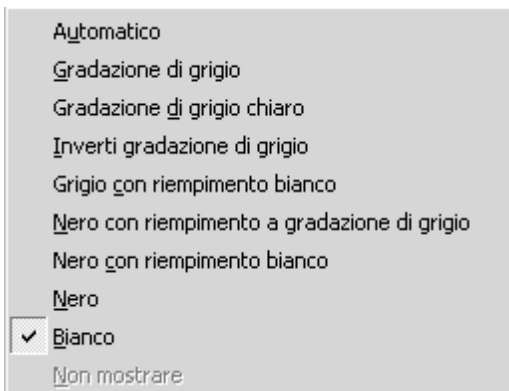 Automatico
Gradazione di grigio
Gradazione di grigio chiaro
Inverti gradazione di grigio
Grigio con riempimento bianco
Nero con riempimento a gradazione di grigio
Nero con riempimento bianco
Nero
Bianco
Non mostrare